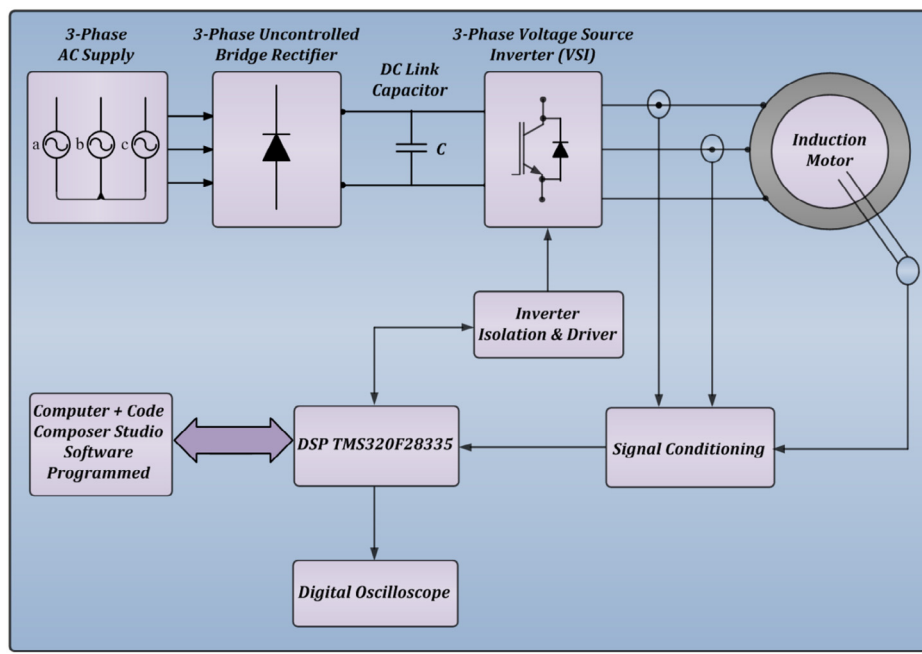 3-Phase
AC Supply
3-Phase Uncontrolled
Bridge Rectifier
DC Link
Capacitor
3-Phase Voltage Source
Inverter (VSI)
a
b
c
C
Induction
Motor
Inverter
Isolation & Driver
Computer + Code
Composer Studio
Software
Programmed
DSP TMS320F28335
Signal Conditioning
Digital Oscilloscope